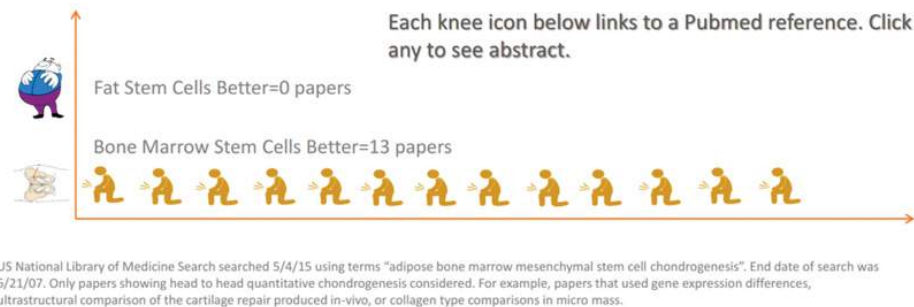 Each knee icon below links to a Pubmed reference. Click
any to see abstract.
Fat Stem Cells Better=0 papers
Bone Marrow Stem Cells Better=13 papers
US National Library of Medicine Search searched 5/4/15 using terms “adipose bone marrow mesenchymal stem cell chondrogenesis”. End date of search was
6/21/07. Only papers showing head to head quantitative chondrogenesis considered. For example, papers that used gene expression differences,
ultrastructural comparison of the cartilage repair produced in-vivo, or collagen type comparisons in micro mass.